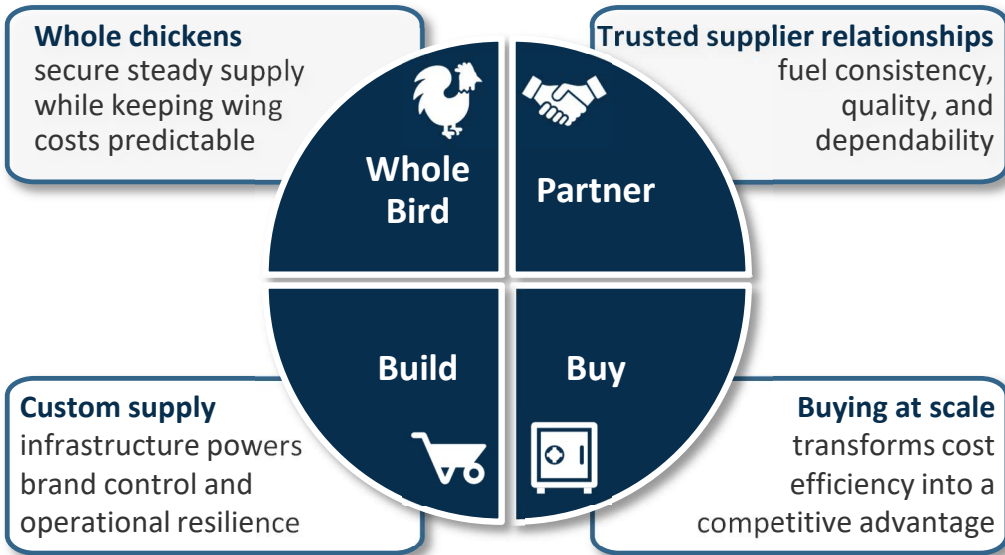 Whole chickens
secure steady supply
while keeping wing
costs predictable
Whole
Bird
Trusted supplier relationships
fuel consistency,
quality, and
dependability
Partner
Build
Custom supply
infrastructure powers
brand control and
operational resilience
Buy
Buying at scale
transforms cost
efficiency into a
competitive advantage